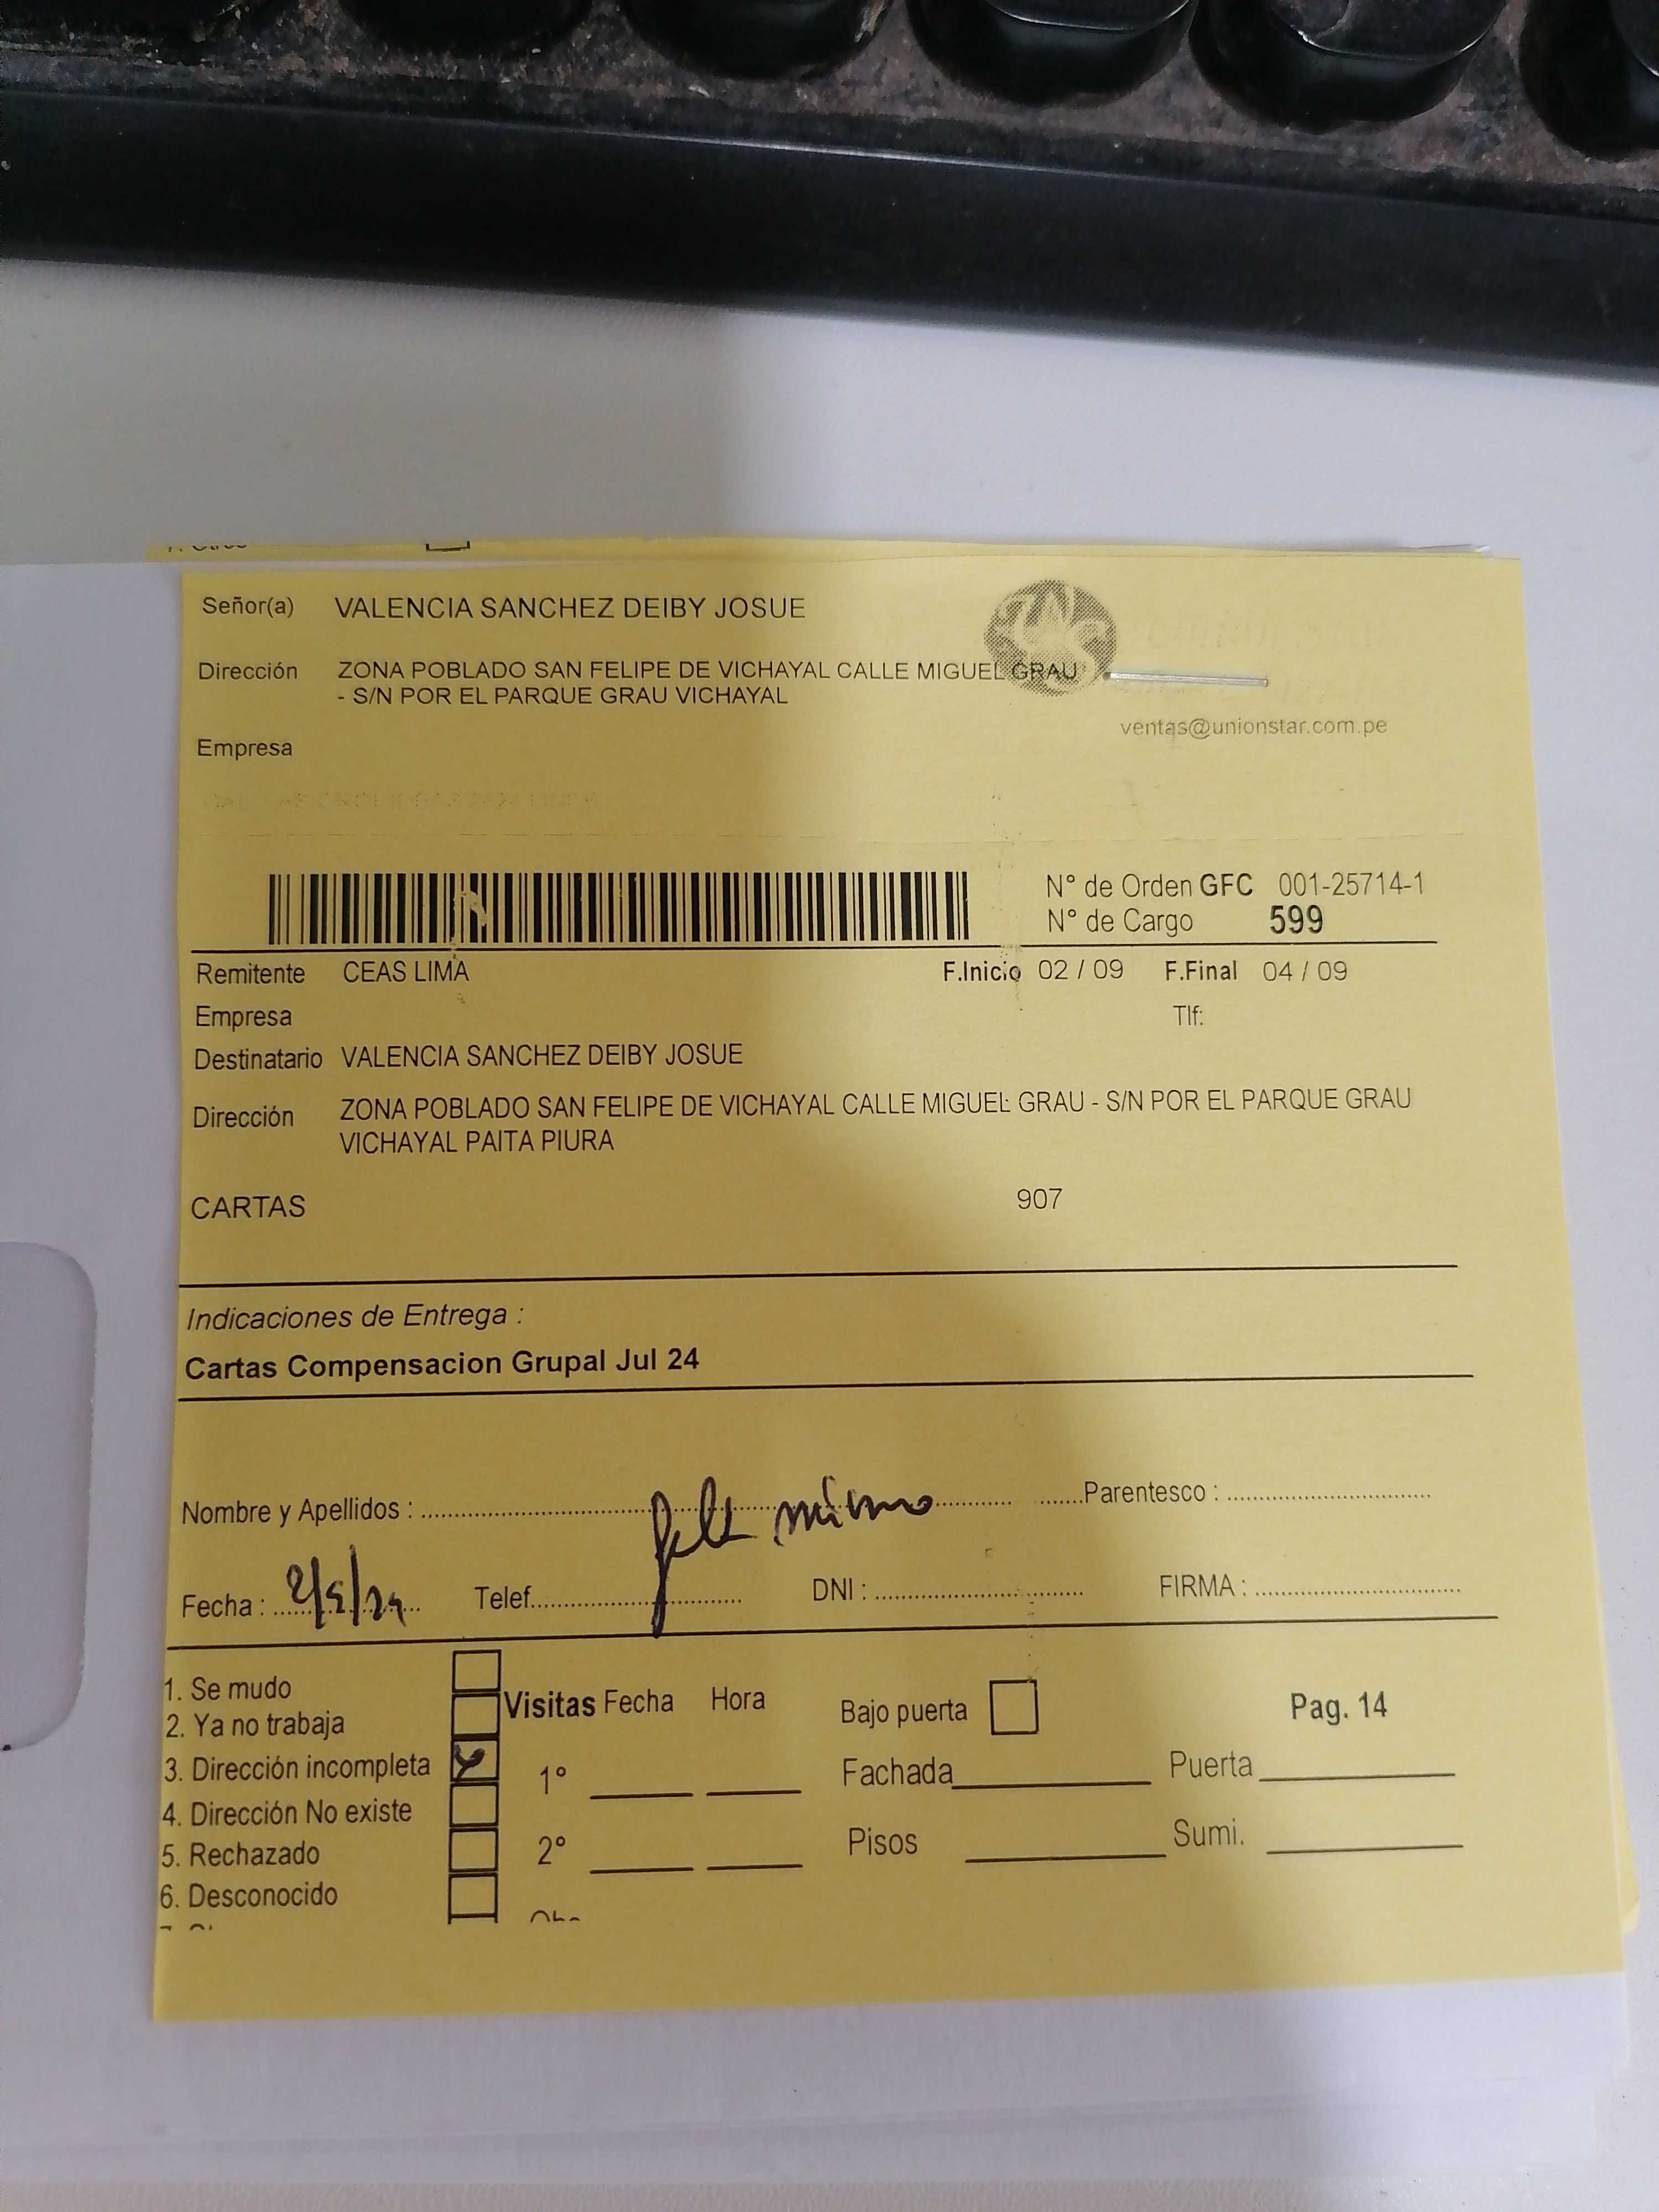 Señor(a) VALENCIA SANCHEZ DEIBY JOSUE
Dirección ZONA POBLADO SAN FELIPE DE VICHAYAL CALLE MIGUEL GRAU
- S/N POR EL PARQUE GRAU VICHAYAL
ventas@unionstar.com.pe
Empresa
N° de Orden GFC 001-25714-1
N° de Cargo 599
Remitente CEAS LIMA F.Inicio 02 / 09 F.Final 04 / 09
Empresa Tlf:
Destinatario VALENCIA SANCHEZ DEIBY JOSUE
Dirección ZONA POBLADO SAN FELIPE DE VICHAYAL CALLE MIGUEL GRAU - S/N POR EL PARQUE GRAU
VICHAYAL PAITA PIURA
CARTAS 907
Indicaciones de Entrega :
Cartas Compensacion Grupal Jul 24
Nombre y Apellidos : falta mismo Parentesco :
Fecha : 2/9/24 Telef. DNI : FIRMA :
1. Se mudo
2. Ya no trabaja Visitas Fecha Hora Bajo puerta Pag. 14
3. Dirección incompleta 1° Fachada Puerta
4. Dirección No existe
5. Rechazado 2° Pisos Sumi.
6. Desconocido